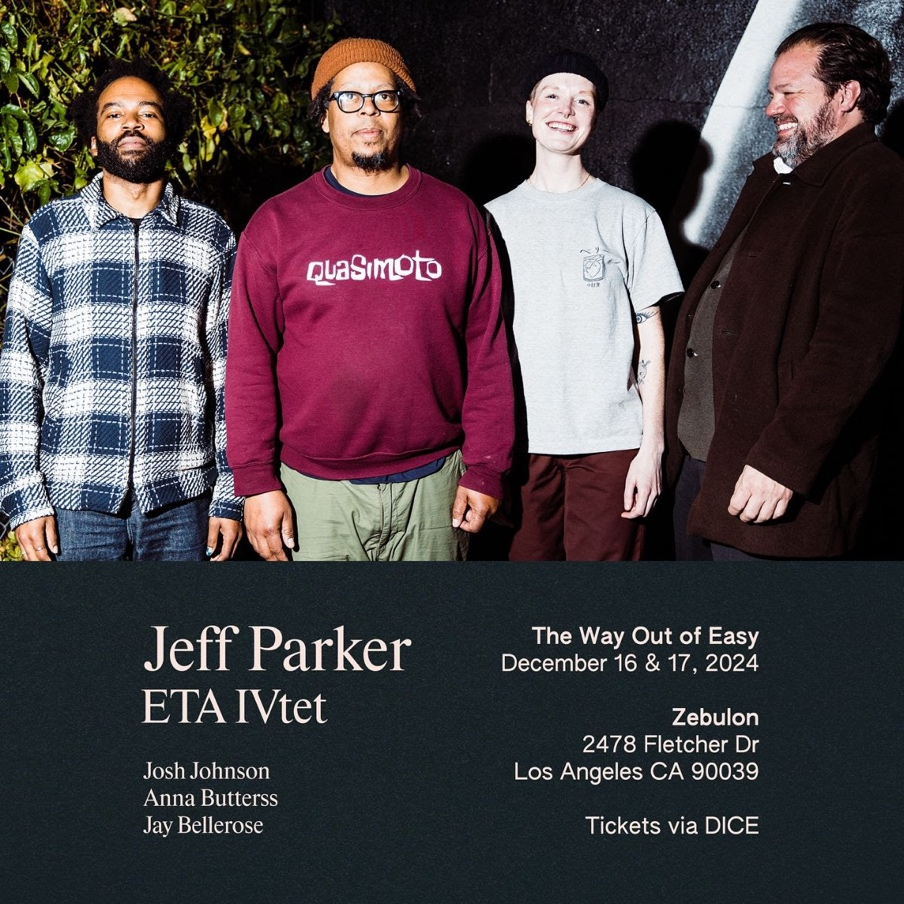 quasimoto
Jeff Parker
ETA IVtet
Josh Johnson
Anna Butterss
Jay Bellerose
The Way Out of Easy
December 16 & 17, 2024
Zebulon
2478 Fletcher Dr
Los Angeles CA 90039
Tickets via DICE